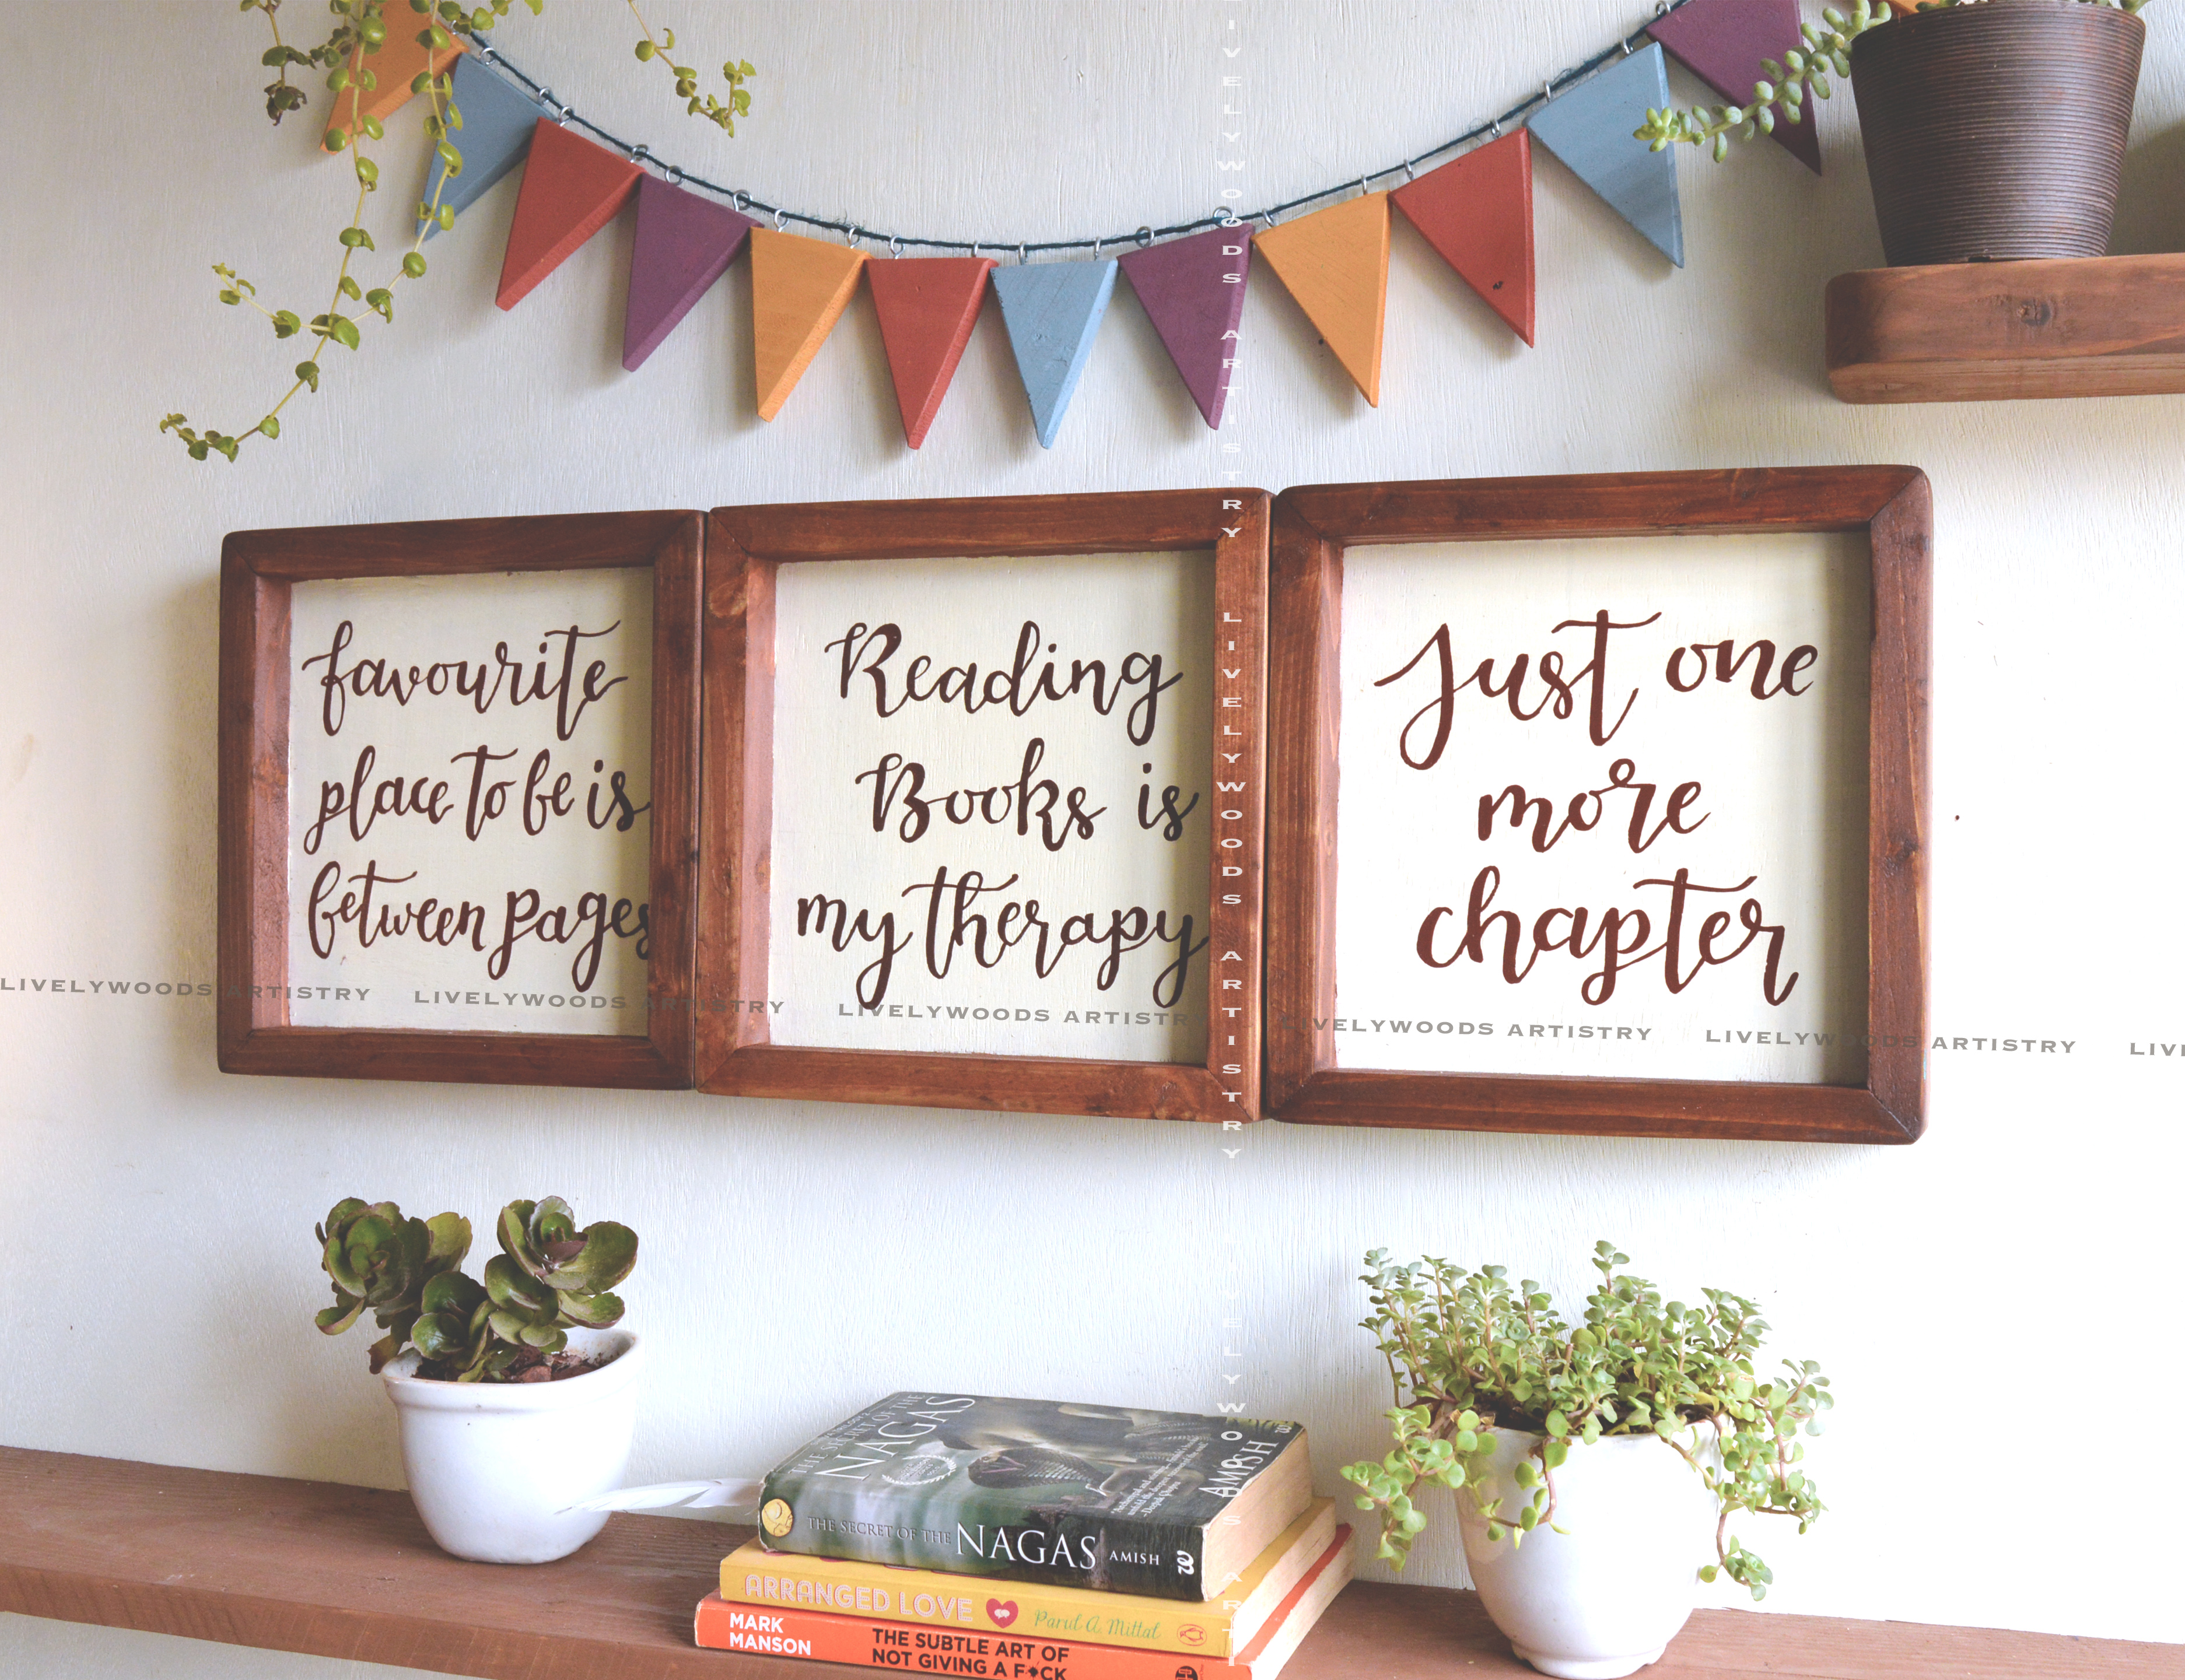 favourite
place to be is
between pages
Reading
Books is
my therapy
Just one
more
chapter
LIVELYWOODS ARTISTRY LIVELYWOODS ARTISTRY LIVELYWOODS ARTISTR LIVELYWOODS ARTISTRY LIVELYWOODS ARTISTRY LIV
LIVELYWOODS ARTISTRY LIVELYWOODS ARTISTRY LIVELYWOODS ART
THE SECRET OF THE
NAGAS
AMISH
THE SECRET OF THE NAGAS AMISH
ARRANGED LOVE Parul A. Mittal
MARK
MANSON
THE SUBTLE ART OF
NOT GIVING A F*CK